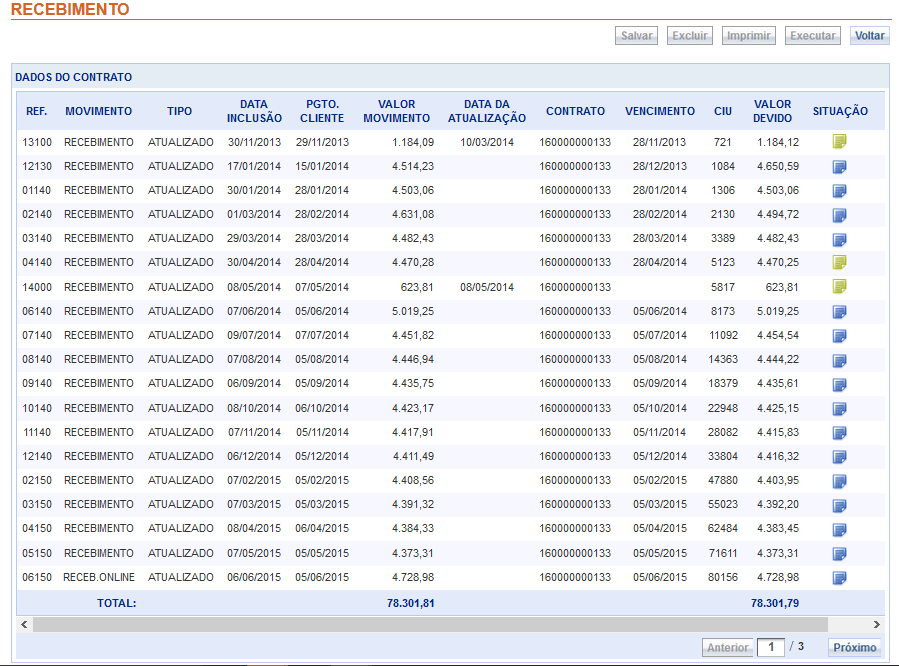 RECEBIMENTO
Salvar Excluir Imprimir Executar Voltar
DADOS DO CONTRATO
REF. MOVIMENTO TIPO DATA INCLUSÃO PGTO. CLIENTE VALOR MOVIMENTO DATA DA ATUALIZAÇÃO CONTRATO VENCIMENTO CIU VALOR DEVIDO SITUAÇÃO
13100 RECEBIMENTO ATUALIZADO 30/11/2013 29/11/2013 1.184,09 10/03/2014 160000000133 28/11/2013 721 1.184,12
12130 RECEBIMENTO ATUALIZADO 17/01/2014 15/01/2014 4.514,23 160000000133 28/12/2013 1084 4.650,59
01140 RECEBIMENTO ATUALIZADO 30/01/2014 28/01/2014 4.503,06 160000000133 28/01/2014 1306 4.503,06
02140 RECEBIMENTO ATUALIZADO 01/03/2014 28/02/2014 4.631,08 160000000133 28/02/2014 2130 4.494,72
03140 RECEBIMENTO ATUALIZADO 29/03/2014 28/03/2014 4.482,43 160000000133 28/03/2014 3389 4.482,43
04140 RECEBIMENTO ATUALIZADO 30/04/2014 28/04/2014 4.470,28 160000000133 28/04/2014 5123 4.470,25
14000 RECEBIMENTO ATUALIZADO 08/05/2014 07/05/2014 623,81 08/05/2014 160000000133 5817 623,81
06140 RECEBIMENTO ATUALIZADO 07/06/2014 05/06/2014 5.019,25 160000000133 05/06/2014 8173 5.019,25
07140 RECEBIMENTO ATUALIZADO 09/07/2014 07/07/2014 4.451,82 160000000133 05/07/2014 11092 4.454,54
08140 RECEBIMENTO ATUALIZADO 07/08/2014 05/08/2014 4.446,94 160000000133 05/08/2014 14363 4.444,22
09140 RECEBIMENTO ATUALIZADO 06/09/2014 05/09/2014 4.435,75 160000000133 05/09/2014 18379 4.435,61
10140 RECEBIMENTO ATUALIZADO 08/10/2014 06/10/2014 4.423,17 160000000133 05/10/2014 22948 4.425,15
11140 RECEBIMENTO ATUALIZADO 07/11/2014 05/11/2014 4.417,91 160000000133 05/11/2014 28082 4.415,83
12140 RECEBIMENTO ATUALIZADO 06/12/2014 05/12/2014 4.411,49 160000000133 05/12/2014 33804 4.416,32
02150 RECEBIMENTO ATUALIZADO 07/02/2015 05/02/2015 4.408,56 160000000133 05/02/2015 47880 4.403,95
03150 RECEBIMENTO ATUALIZADO 07/03/2015 05/03/2015 4.391,32 160000000133 05/03/2015 55023 4.392,20
04150 RECEBIMENTO ATUALIZADO 08/04/2015 06/04/2015 4.384,33 160000000133 05/04/2015 62484 4.383,45
05150 RECEBIMENTO ATUALIZADO 07/05/2015 05/05/2015 4.373,31 160000000133 05/05/2015 71611 4.373,31
06150 RECEB.ONLINE ATUALIZADO 06/06/2015 05/06/2015 4.728,98 160000000133 05/06/2015 80156 4.728,98
TOTAL: 78.301,81 78.301,79
Anterior 1 / 3 Próximo